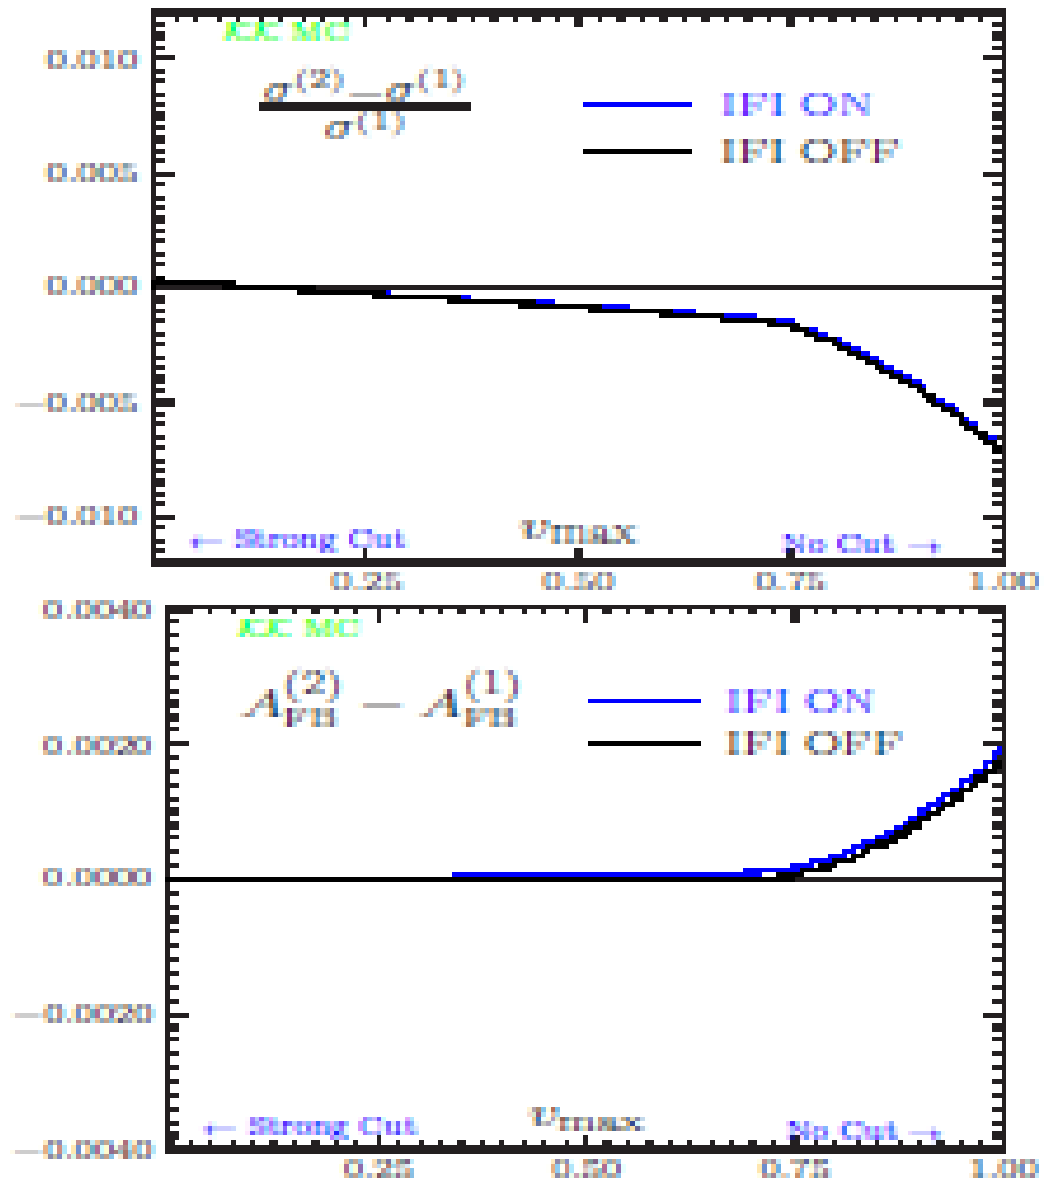 KK MC
0.010
σ^(2)−σ^(1)
σ^(1)
IFI ON
IFI OFF
0.005
0.000
−0.005
−0.010
← Strong Cut
v_max
No Cut →
0.25 0.50 0.75 1.00
0.0040
KK MC
A_FB^(2) − A_FB^(1)
IFI ON
IFI OFF
0.0020
0.0000
−0.0020
← Strong Cut
v_max
No Cut →
−0.0040
0.25 0.50 0.75 1.00